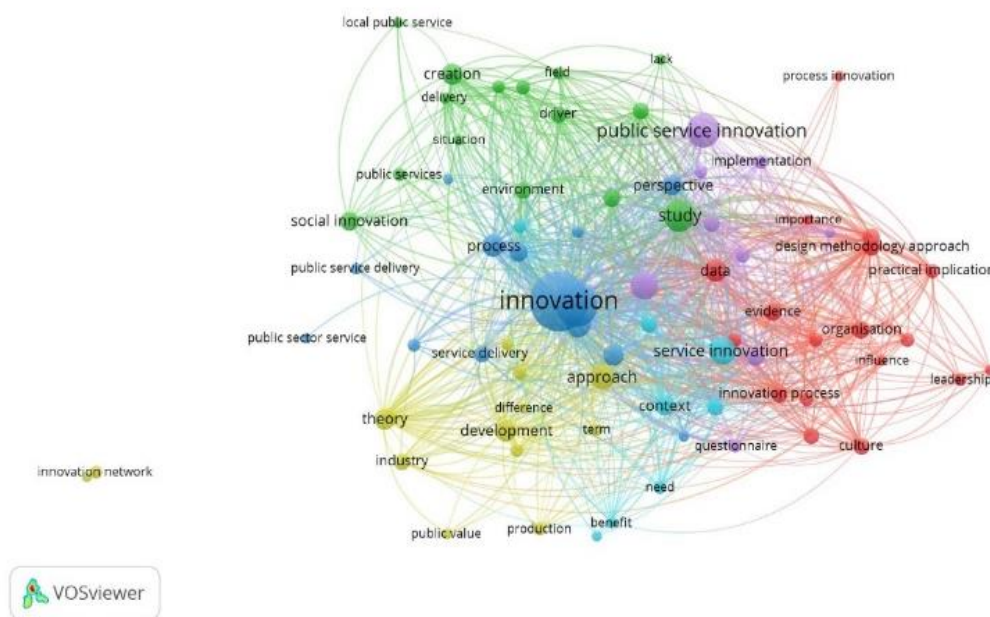 local public service
creation
field
lack
process innovation
delivery
driver
public service innovation
situation
implementation
public services
environment
perspective
social innovation
study
importance
process
design methodology approach
public service delivery
data
practical implication
innovation
evidence
public sector service
organisation
service delivery
service innovation
influence
approach
leadership
innovation process
difference
context
theory
development
term
questionnaire
culture
industry
innovation network
need
benefit
production
public value
VOSviewer